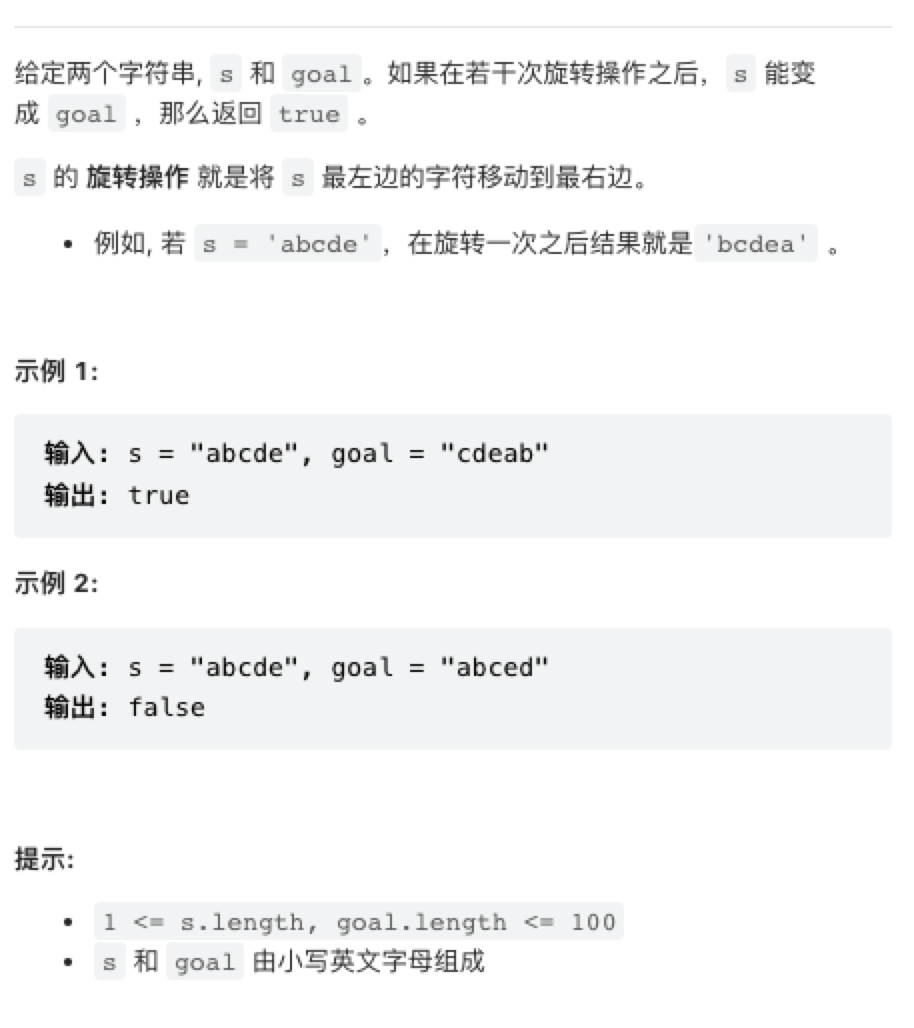 给定两个字符串, s 和 goal 。如果在若干次旋转操作之后，s 能变
成 goal ，那么返回 true 。
s 的 旋转操作 就是将 s 最左边的字符移动到最右边。
• 例如, 若 s = 'abcde'，在旋转一次之后结果就是'bcdea' 。
示例 1:
输入: s = "abcde", goal = "cdeab"
输出: true
示例 2:
输入: s = "abcde", goal = "abced"
输出: false
提示:
• 1 <= s.length, goal.length <= 100
• s 和 goal 由小写英文字母组成